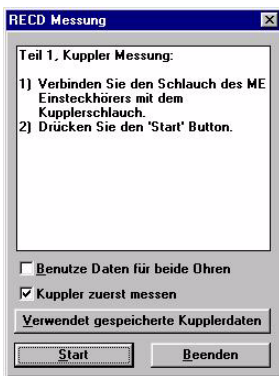 RECD Messung
Teil 1, Kuppler Messung:
1) Verbinden Sie den Schlauch des ME
Einsteckhörers mit dem
Kupplerschlauch.
2) Drücken Sie den 'Start' Button.
Benutze Daten für beide Ohren
Kuppler zuerst messen
Verwendet gespeicherte Kupplerdaten
Start
Beenden